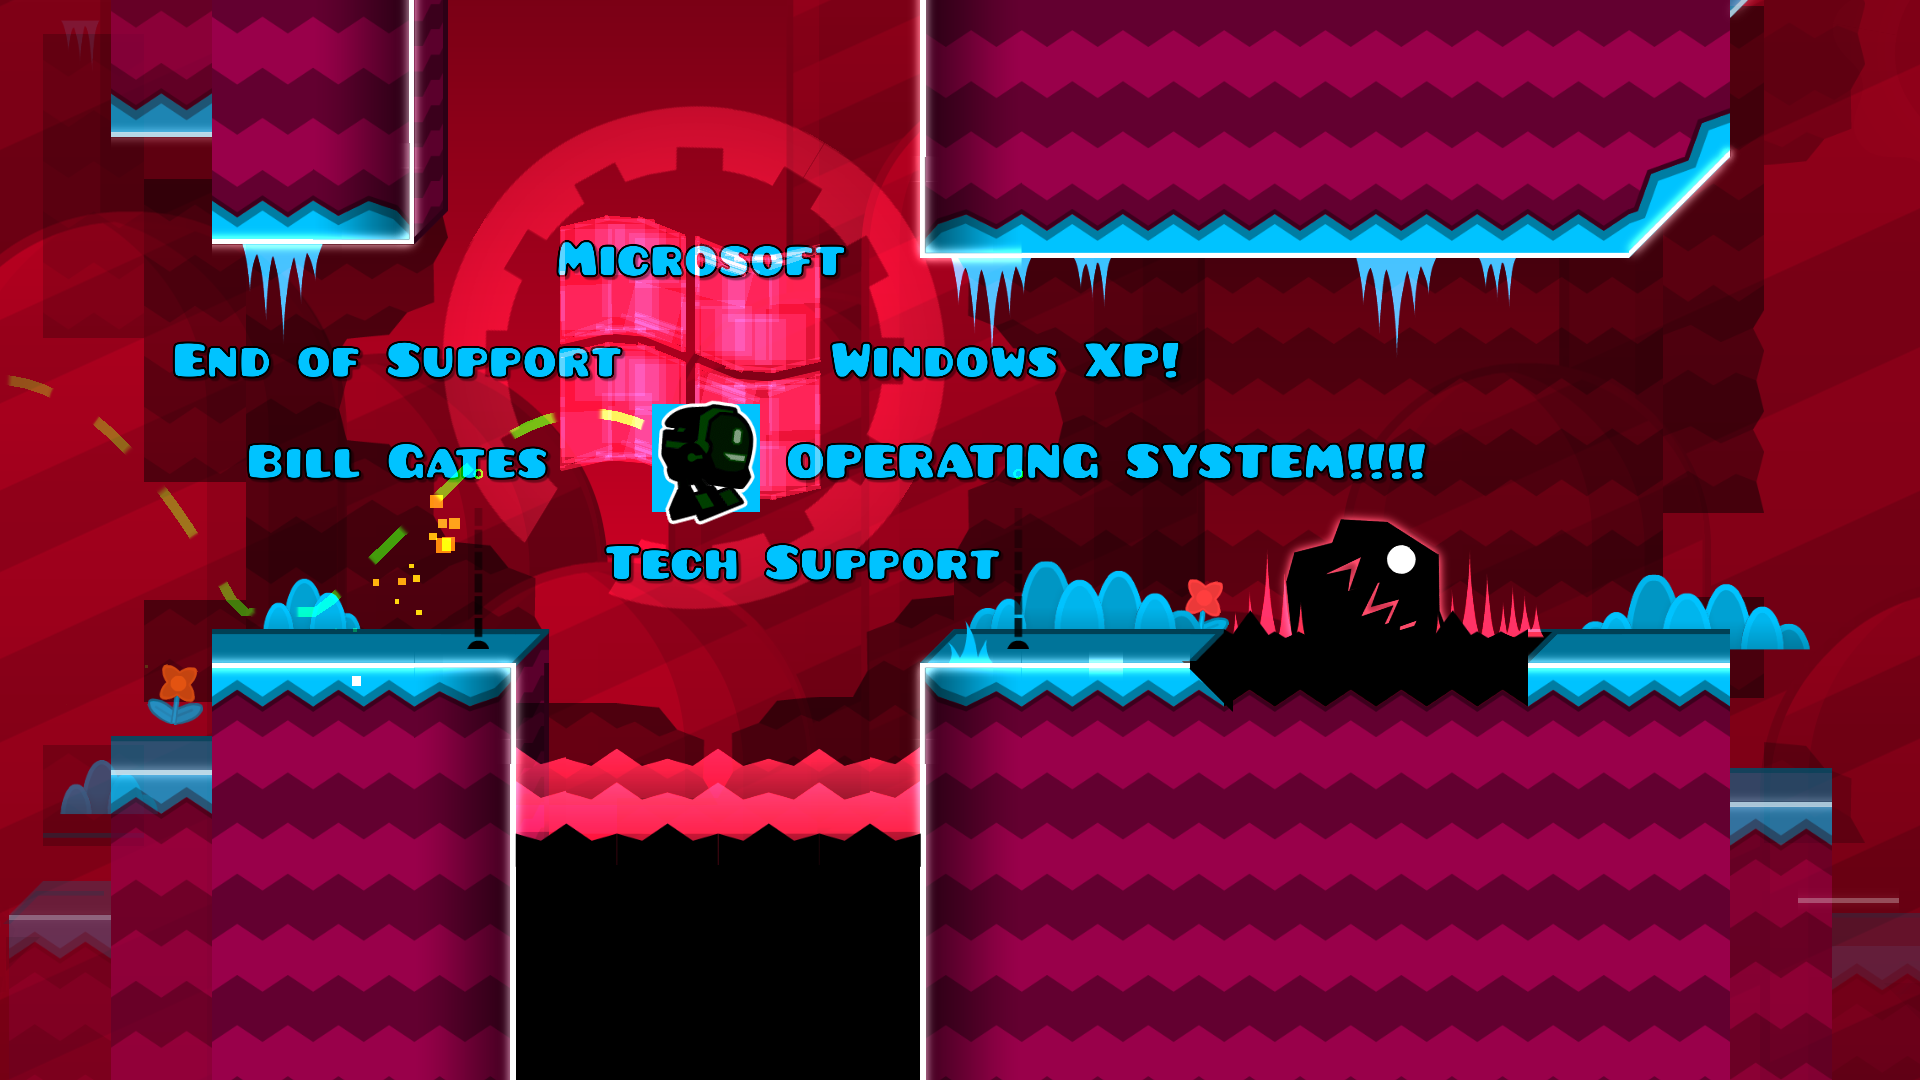 Microsoft
End of Support Windows XP!
Bill Gates OPERATING SYSTEM!!!!
Tech Support